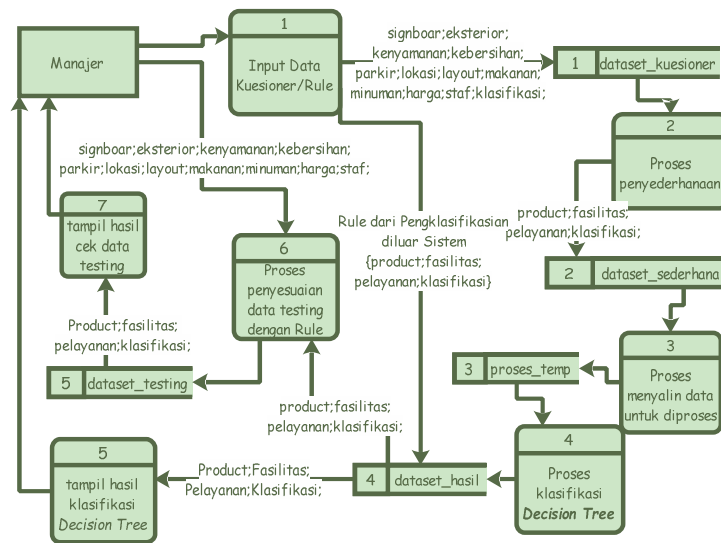 Manajer
1
Input Data
Kuesioner/Rule
signboar;eksterior;
kenyamanan;kebersihan;
parkir;lokasi;layout;makanan;
minuman;harga;staf;klasifikasi;
1 dataset_kuesioner
2
Proses
penyederhanaan
signboar;eksterior;kenyamanan;kebersihan;
parkir;lokasi;layout;makanan;minuman;harga;staf;
7
tampil hasil
cek data
testing
6
Proses
penyesuaian
data testing
dengan Rule
Rule dari Pengklasifikasian
diluar Sistem
{product;fasilitas;
pelayanan;klasifikasi}
product;fasilitas;
pelayanan;klasifikasi;
2 dataset_sederhana
3
Proses
menyalin data
untuk diproses
Product;fasilitas;
pelayanan;klasifikasi;
5 dataset_testing
3 proses_temp
product;fasilitas;
pelayanan;klasifikasi;
4
Proses
klasifikasi
Decision Tree
5
tampil hasil
klasifikasi
Decision Tree
Product;Fasilitas;
Pelayanan;Klasifikasi;
4 dataset_hasil